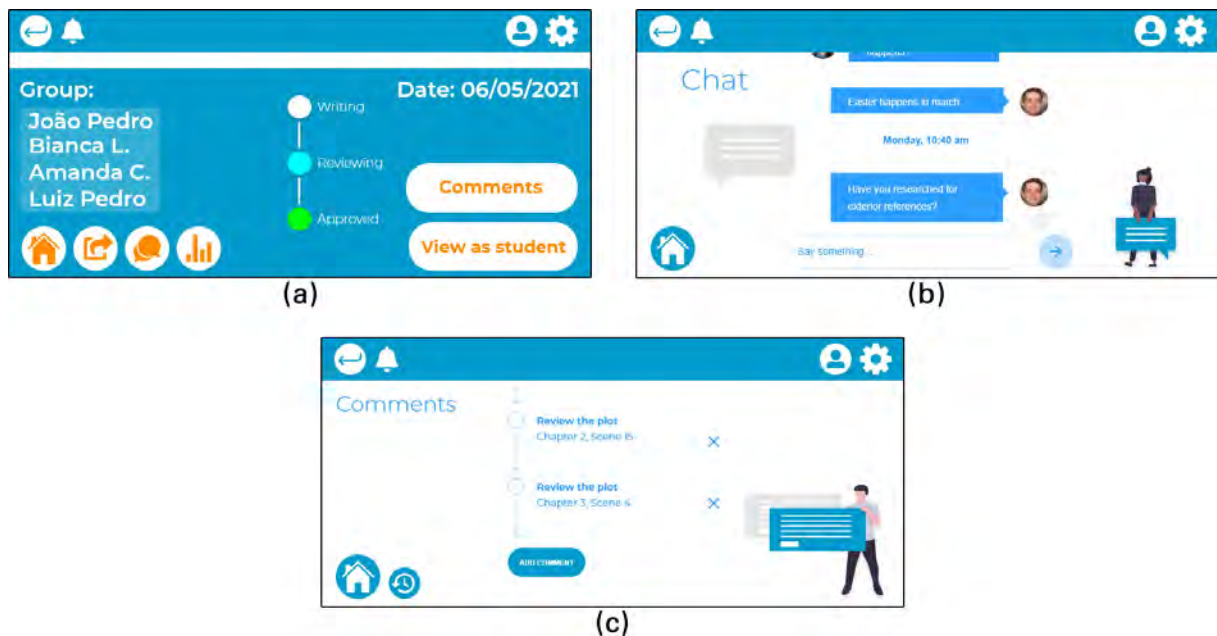 Group:
João Pedro
Bianca L.
Amanda C.
Luiz Pedro
Writing
Reviewing
Approved
Date: 06/05/2021
Comments
View as student
(a)
Chat
happens?
Easter happens in march
Monday, 10:40 am
Have you researched for
exterior references?
Say something...
(b)
Comments
Review the plot
Chapter 2, Scene 15
Review the plot
Chapter 3, Scene 4
ADD COMMENT
(c)